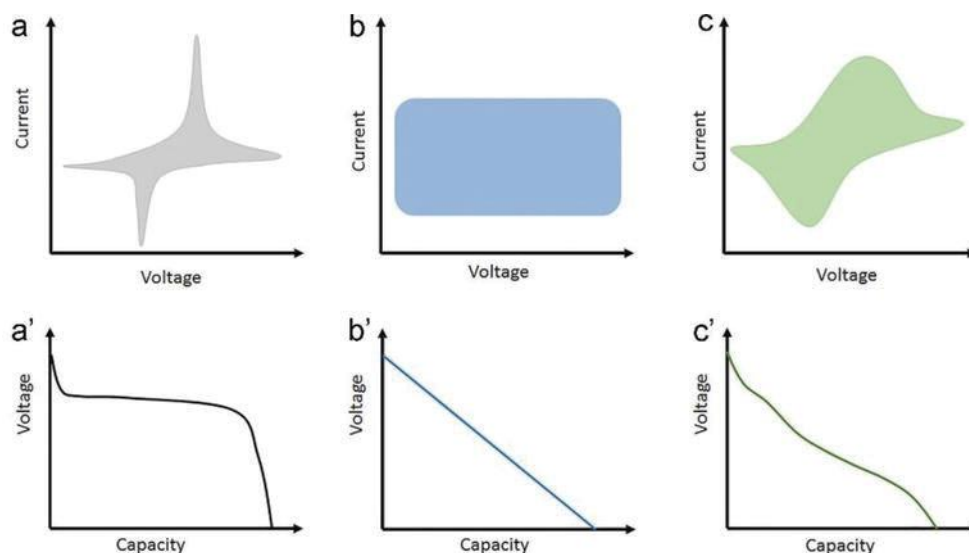 a
Current
Voltage
b
Current
Voltage
c
Current
Voltage
a'
Voltage
Capacity
b'
Voltage
Capacity
c'
Voltage
Capacity